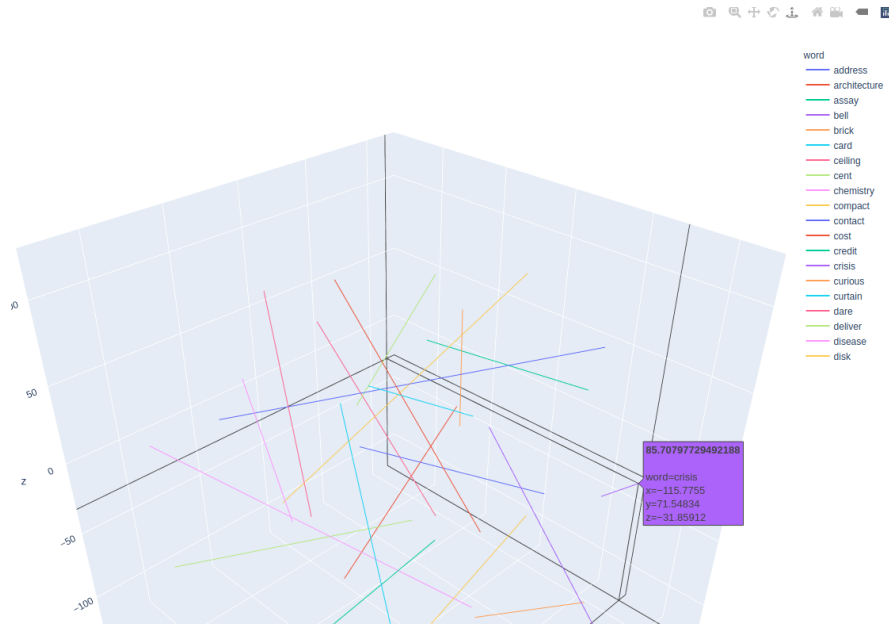 word
address
architecture
assay
bell
brick
card
ceiling
cent
chemistry
compact
contact
cost
credit
crisis
curious
curtain
dare
deliver
disease
disk
50
z
0
−50
−100
85.70797729492188
word=crisis
x=−115.7755
y=71.54834
z=−31.85912